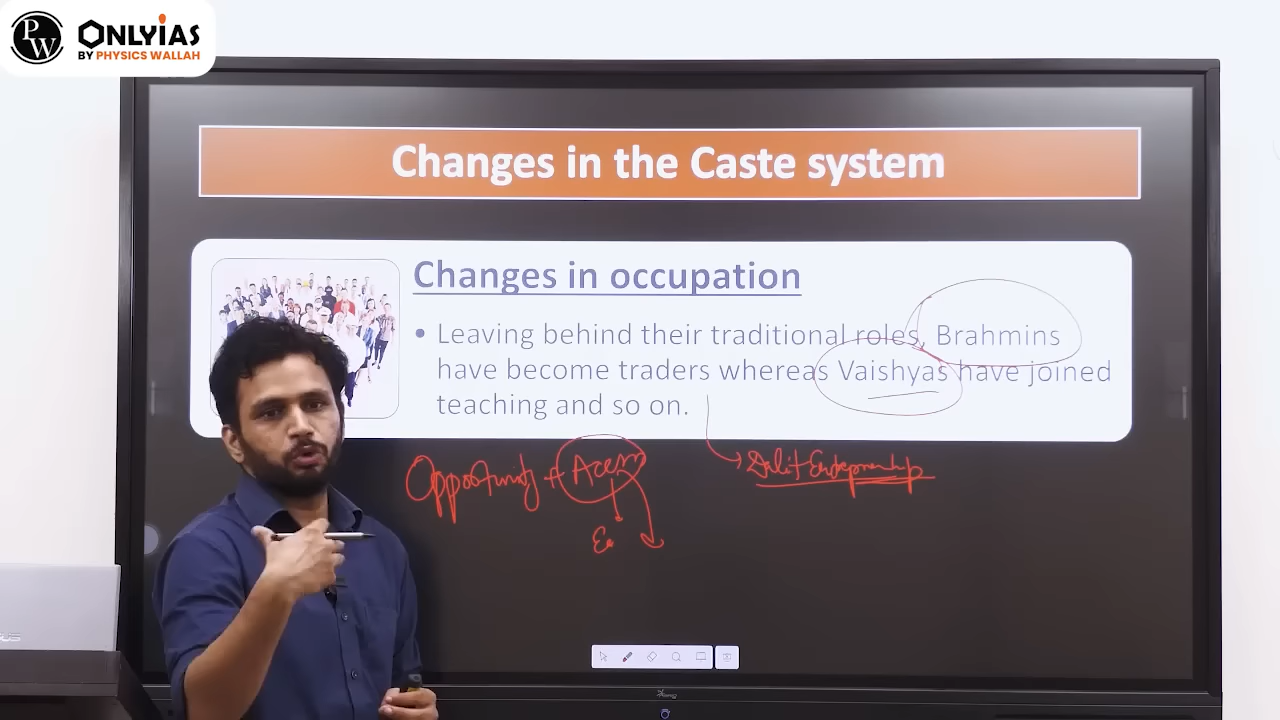 PW ONLYIAS
BY PHYSICS WALLAH
Changes in the Caste system
Changes in occupation
• Leaving behind their traditional roles, Brahmins
have become traders whereas Vaishyas have joined
teaching and so on.
Opportunity + Access
Dalit Entrepreneurship